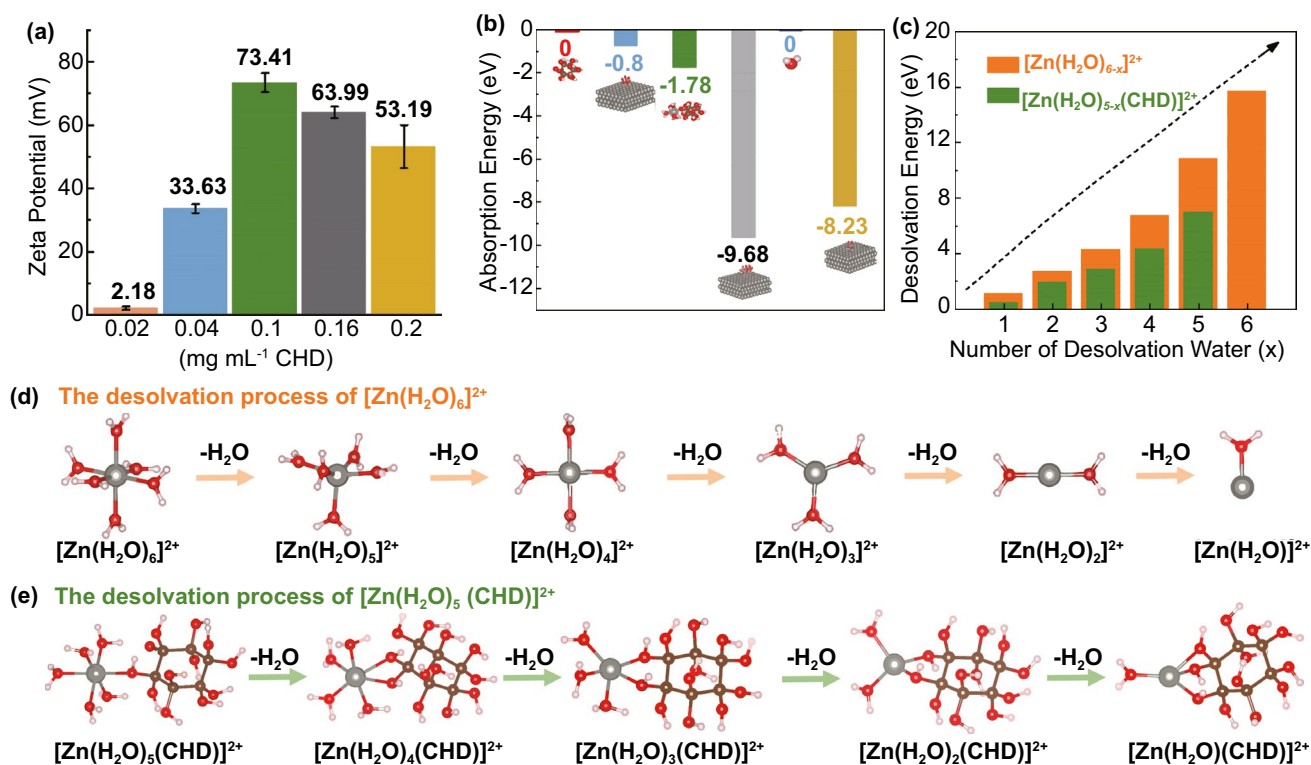 (a)
Zeta Potential (mV)
80
60
40
20
0
2.18
33.63
73.41
63.99
53.19
0.02 0.04 0.1 0.16 0.2
(mg mL⁻¹ CHD)
(b)
Absorption Energy (eV)
0
-2
-4
-6
-8
-10
-12
0
-0.8
-1.78
-9.68
0
-8.23
(c)
Desolvation Energy (eV)
20
16
12
8
4
0
[Zn(H₂O)₆₋ₓ]²⁺
[Zn(H₂O)₅₋ₓ(CHD)]²⁺
1 2 3 4 5 6
Number of Desolvation Water (x)
(d) The desolvation process of [Zn(H₂O)₆]²⁺
-H₂O -H₂O -H₂O -H₂O -H₂O
[Zn(H₂O)₆]²⁺ [Zn(H₂O)₅]²⁺ [Zn(H₂O)₄]²⁺ [Zn(H₂O)₃]²⁺ [Zn(H₂O)₂]²⁺ [Zn(H₂O)]²⁺
(e) The desolvation process of [Zn(H₂O)₅ (CHD)]²⁺
-H₂O -H₂O -H₂O -H₂O
[Zn(H₂O)₅(CHD)]²⁺ [Zn(H₂O)₄(CHD)]²⁺ [Zn(H₂O)₃(CHD)]²⁺ [Zn(H₂O)₂(CHD)]²⁺ [Zn(H₂O)(CHD)]²⁺